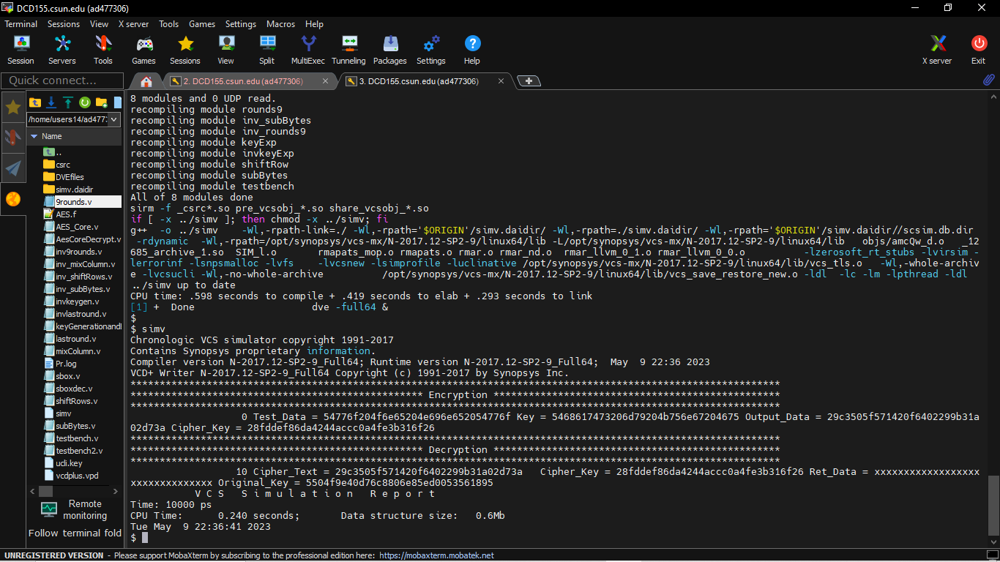 DCD155.csun.edu (ad477306)
Terminal Sessions View X server Tools Games Settings Macros Help
Session Servers Tools Games Sessions View Split MultiExec Tunneling Packages Settings Help X server Exit
Quick connect...
2. DCD155.csun.edu (ad477306)
3. DCD155.csun.edu (ad477306)
/home/users14/ad477:
Name
..
csrc
DVEfiles
simv.daidir
9rounds.v
AES.f
AES_Core.v
AesCoreDecrypt.v
inv9rounds.v
inv_mixColumn.v
inv_shiftRows.v
inv_subBytes.v
invkeygen.v
invlastround.v
keyGenerationandl
lastround.v
mixColumn.v
Pr.log
sbox.v
sboxdec.v
shiftRows.v
simv
subBytes.v
testbench.v
testbench2.v
ucli.key
vcdplus.vpd
Remote
monitoring
Follow terminal fold
8 modules and 0 UDP read.
recompiling module rounds9
recompiling module inv_subBytes
recompiling module inv_rounds9
recompiling module keyExp
recompiling module invkeyExp
recompiling module shiftRow
recompiling module subBytes
recompiling module testbench
All of 8 modules done
sirm -f _csrc*.so pre_vcsobj_*.so share_vcsobj_*.so
if [ -x ../simv ]; then chmod -x ../simv; fi
g++  -o ../simv    -Wl,-rpath-link=./ -Wl,-rpath='$ORIGIN'/simv.daidir/ -Wl,-rpath=./simv.daidir/ -Wl,-rpath='$ORIGIN'/simv.daidir//scsim.db.dir
 -rdynamic  -Wl,-rpath=/opt/synopsys/vcs-mx/N-2017.12-SP2-9/linux64/lib -L/opt/synopsys/vcs-mx/N-2017.12-SP2-9/linux64/lib   objs/amcQw_d.o   _12
685_archive_1.so  SIM_l.o       rmapats_mop.o rmapats.o rmar.o rmar_nd.o  rmar_llvm_0_1.o rmar_llvm_0_0.o          -lzerosoft_rt_stubs -lvirsim -
lerrorinf -lsnpsmalloc -lvfs    -lvcsnew -lsimprofile -luclinative /opt/synopsys/vcs-mx/N-2017.12-SP2-9/linux64/lib/vcs_tls.o   -Wl,-whole-archiv
e -lvcsucli -Wl,-no-whole-archive          /opt/synopsys/vcs-mx/N-2017.12-SP2-9/linux64/lib/vcs_save_restore_new.o -ldl  -lc -lm -lpthread -ldl
../simv up to date
CPU time: .598 seconds to compile + .419 seconds to elab + .293 seconds to link
[1] +  Done                    dve -full64 &
$
$ simv
Chronologic VCS simulator copyright 1991-2017
Contains Synopsys proprietary information.
Compiler version N-2017.12-SP2-9_Full64; Runtime version N-2017.12-SP2-9_Full64;  May  9 22:36 2023
VCD+ Writer N-2017.12-SP2-9_Full64 Copyright (c) 1991-2017 by Synopsys Inc.
***************************************************************************************************************
************************************************** Encryption *************************************************
***************************************************************************************************************
0 Test_Data = 54776f204f6e65204e696e652054776f Key = 5468617473206d79204b756e67204675 Output_Data = 29c3505f571420f6402299b31a
02d73a Cipher_Key = 28fddef86da4244accc0a4fe3b316f26
***************************************************************************************************************
************************************************** Decryption *************************************************
***************************************************************************************************************
10 Cipher_Text = 29c3505f571420f6402299b31a02d73a   Cipher_Key = 28fddef86da4244accc0a4fe3b316f26 Ret_Data = xxxxxxxxxxxxxxxxxx
xxxxxxxxxxxxxx Original_Key = 5504f9e40d76c8806e85ed0053561895
V C S   S i m u l a t i o n   R e p o r t
Time: 10000 ps
CPU Time:      0.240 seconds;       Data structure size:   0.6Mb
Tue May  9 22:36:41 2023
$
UNREGISTERED VERSION - Please support MobaXterm by subscribing to the professional edition here: https://mobaxterm.mobatek.net